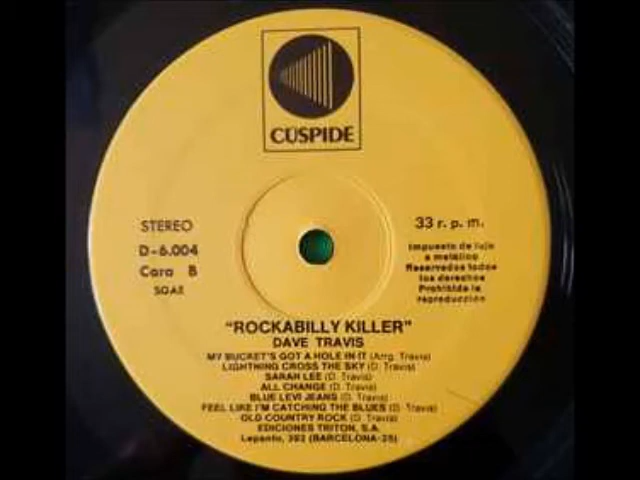 CÚSPIDE
STEREO
D-6.004
Cara B
SGAE
33 r. p. m.
Impuesto de lujo
a metálico
Reservados todos
los derechos
Prohibida la
reproducción
"ROCKABILLY KILLER"
DAVE TRAVIS
MY BUCKET'S GOT A HOLE IN IT (Arrg. Travis)
LIGHTNING CROSS THE SKY (D. Travis)
SARAH LEE (D. Travis)
ALL CHANGE (D. Travis)
BLUE LEVI JEANS (D. Travis)
FEEL LIKE I'M CATCHING THE BLUES (D. Travis)
OLD COUNTRY ROCK (D. Travis)
EDICIONES TRITON, S.A.
Lepanto, 392 (BARCELONA-25)